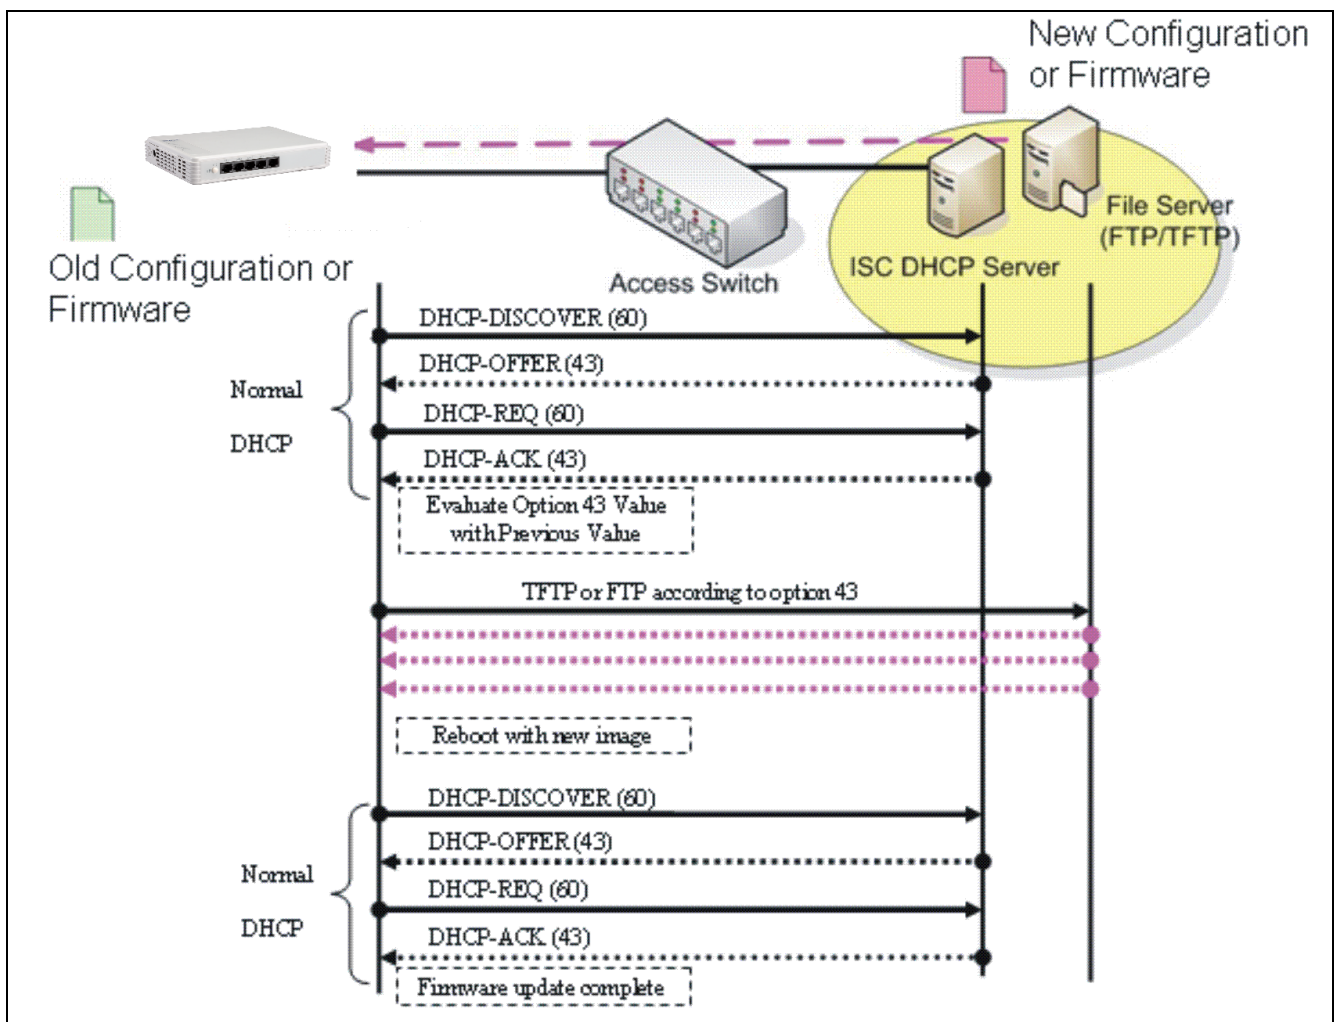 New Configuration
or Firmware
File Server
(FTP/TFTP)
ISC DHCP Server
Access Switch
Old Configuration or
Firmware
DHCP-DISCOVER (60)
DHCP-OFFER (43)
Normal
DHCP-REQ (60)
DHCP
DHCP-ACK (43)
Evaluate Option 43 Value
with Previous Value
TFTP or FTP according to option 43
Reboot with new image
DHCP-DISCOVER (60)
DHCP-OFFER (43)
Normal
DHCP-REQ (60)
DHCP
DHCP-ACK (43)
Firmware update complete